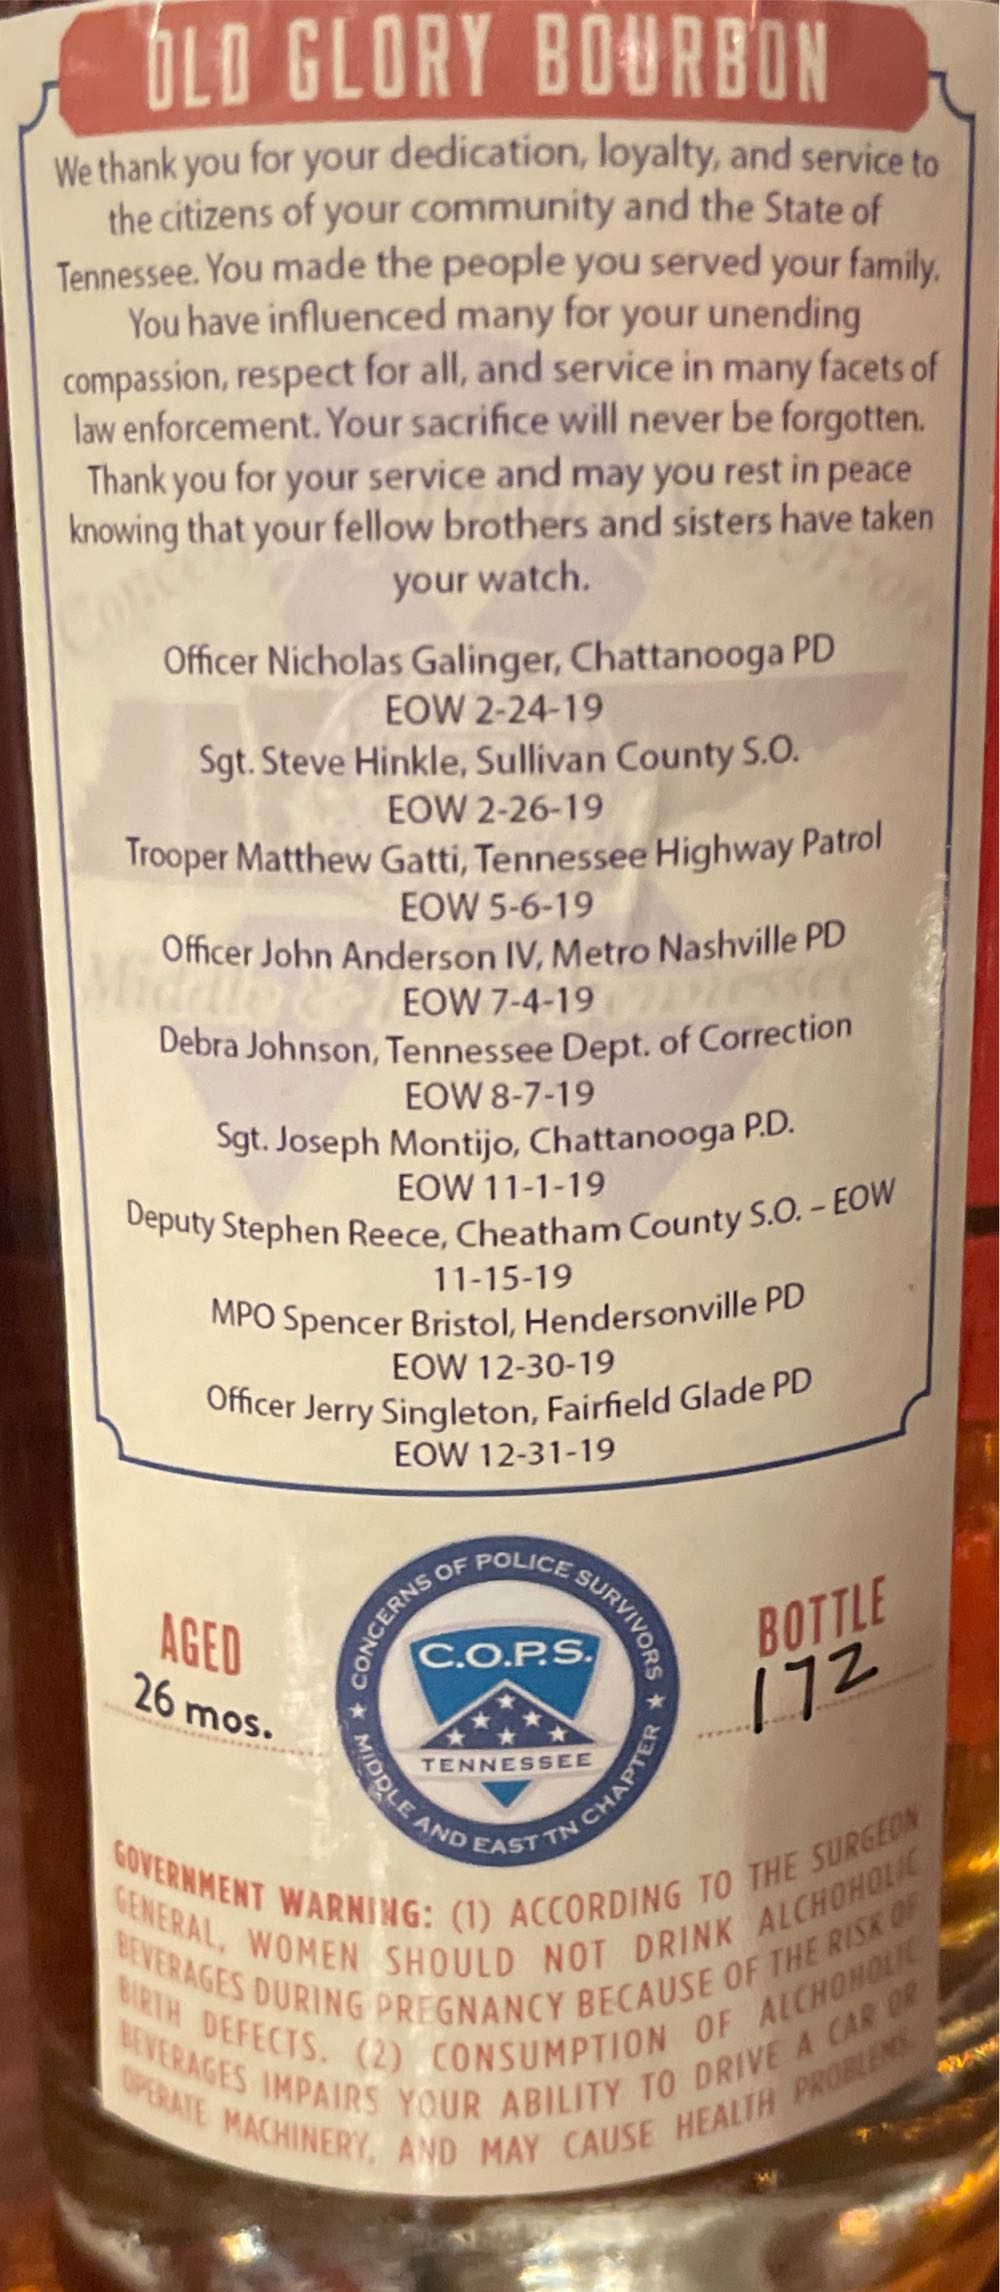 OLD GLORY BOURBON
We thank you for your dedication, loyalty, and service to
the citizens of your community and the State of
Tennessee. You made the people you served your family.
You have influenced many for your unending
compassion, respect for all, and service in many facets of
law enforcement. Your sacrifice will never be forgotten.
Thank you for your service and may you rest in peace
knowing that your fellow brothers and sisters have taken
your watch.
Officer Nicholas Galinger, Chattanooga PD
EOW 2-24-19
Sgt. Steve Hinkle, Sullivan County S.O.
EOW 2-26-19
Trooper Matthew Gatti, Tennessee Highway Patrol
EOW 5-6-19
Officer John Anderson IV, Metro Nashville PD
EOW 7-4-19
Debra Johnson, Tennessee Dept. of Correction
EOW 8-7-19
Sgt. Joseph Montijo, Chattanooga P.D.
EOW 11-1-19
Deputy Stephen Reece, Cheatham County S.O. – EOW
11-15-19
MPO Spencer Bristol, Hendersonville PD
EOW 12-30-19
Officer Jerry Singleton, Fairfield Glade PD
EOW 12-31-19
AGED
26 mos.
CONCERNS OF POLICE SURVIVORS
C.O.P.S.
TENNESSEE
MIDDLE AND EAST TN CHAPTER
BOTTLE
172
GOVERNMENT WARNING: (1) ACCORDING TO THE SURGEON
GENERAL, WOMEN SHOULD NOT DRINK ALCHOHOLIC
BEVERAGES DURING PREGNANCY BECAUSE OF THE RISK OF
BIRTH DEFECTS. (2) CONSUMPTION OF ALCHOHOLIC
BEVERAGES IMPAIRS YOUR ABILITY TO DRIVE A CAR OR
OPERATE MACHINERY, AND MAY CAUSE HEALTH PROBLEMS.